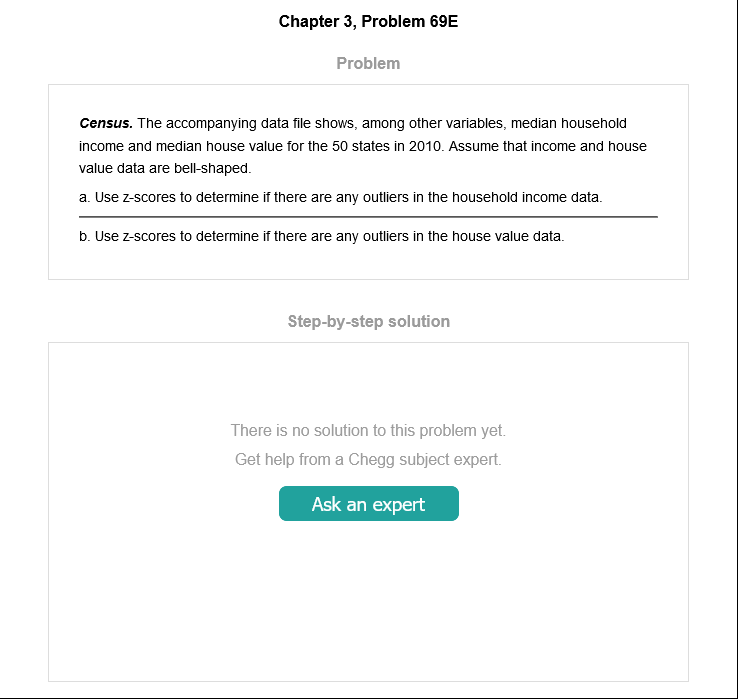 Chapter 3, Problem 69E
Problem
Census. The accompanying data file shows, among other variables, median household
income and median house value for the 50 states in 2010. Assume that income and house
value data are bell-shaped.
a. Use z-scores to determine if there are any outliers in the household income data.
b. Use z-scores to determine if there are any outliers in the house value data.
Step-by-step solution
There is no solution to this problem yet.
Get help from a Chegg subject expert.
Ask an expert